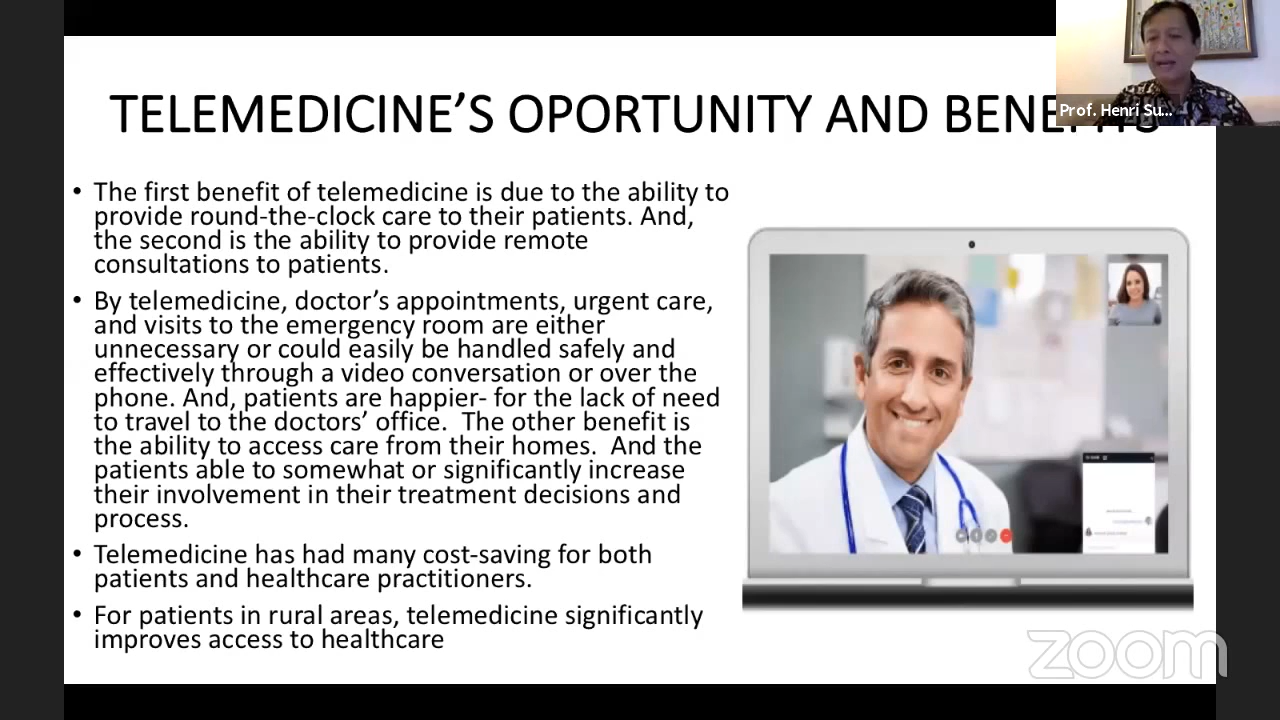 TELEMEDICINE’S OPORTUNITY AND BENEFITS
Prof. Henri Su...
• The first benefit of telemedicine is due to the ability to
provide round-the-clock care to their patients. And,
the second is the ability to provide remote
consultations to patients.
• By telemedicine, doctor’s appointments, urgent care,
and visits to the emergency room are either
unnecessary or could easily be handled safely and
effectively through a video conversation or over the
phone. And, patients are happier- for the lack of need
to travel to the doctors’ office.  The other benefit is
the ability to access care from their homes.  And the
patients able to somewhat or significantly increase
their involvement in their treatment decisions and
process.
• Telemedicine has had many cost-saving for both
patients and healthcare practitioners.
• For patients in rural areas, telemedicine significantly
improves access to healthcare
zoom